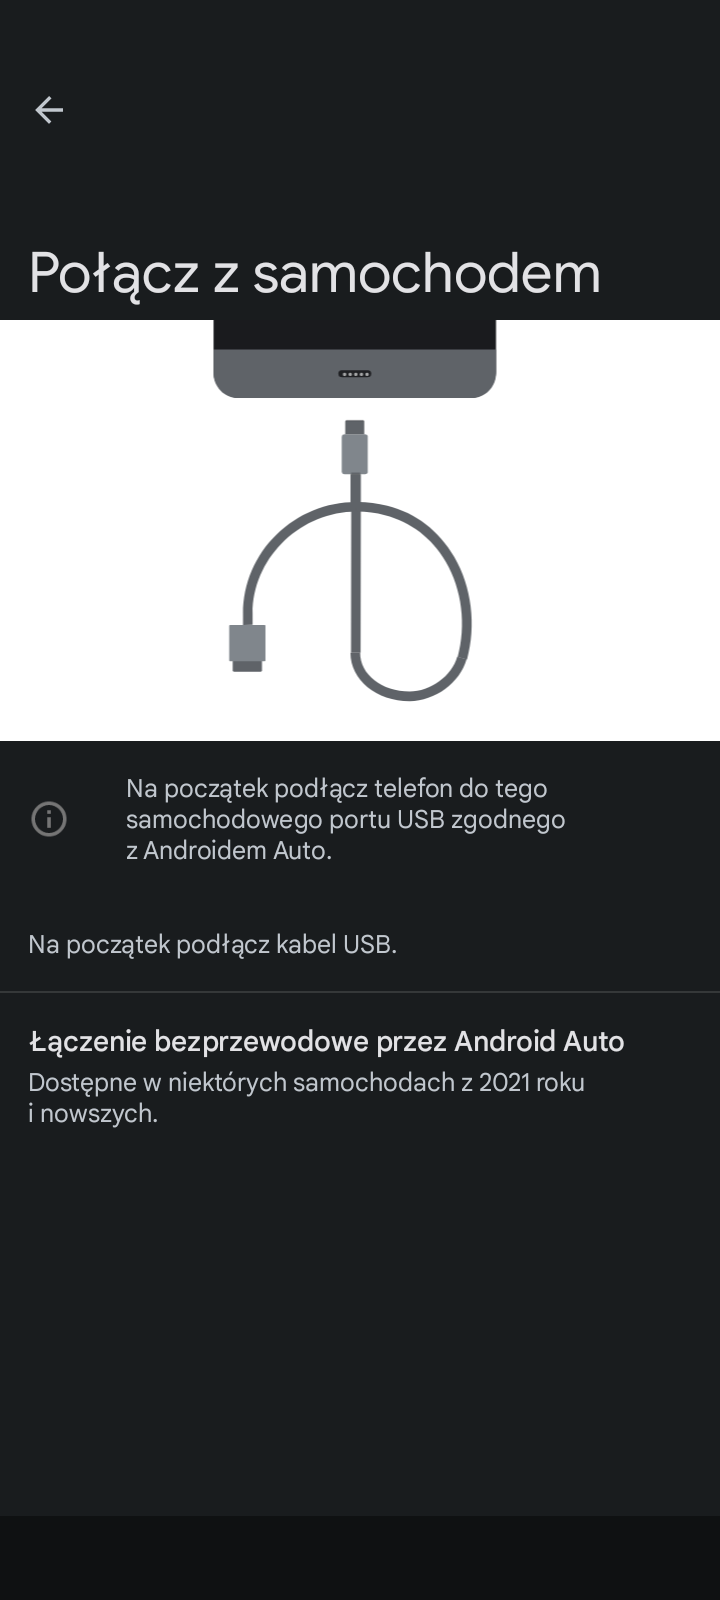 Połącz z samochodem
Na początek podłącz telefon do tego
samochodowego portu USB zgodnego
z Androidem Auto.
Na początek podłącz kabel USB.
Łączenie bezprzewodowe przez Android Auto
Dostępne w niektórych samochodach z 2021 roku
i nowszych.